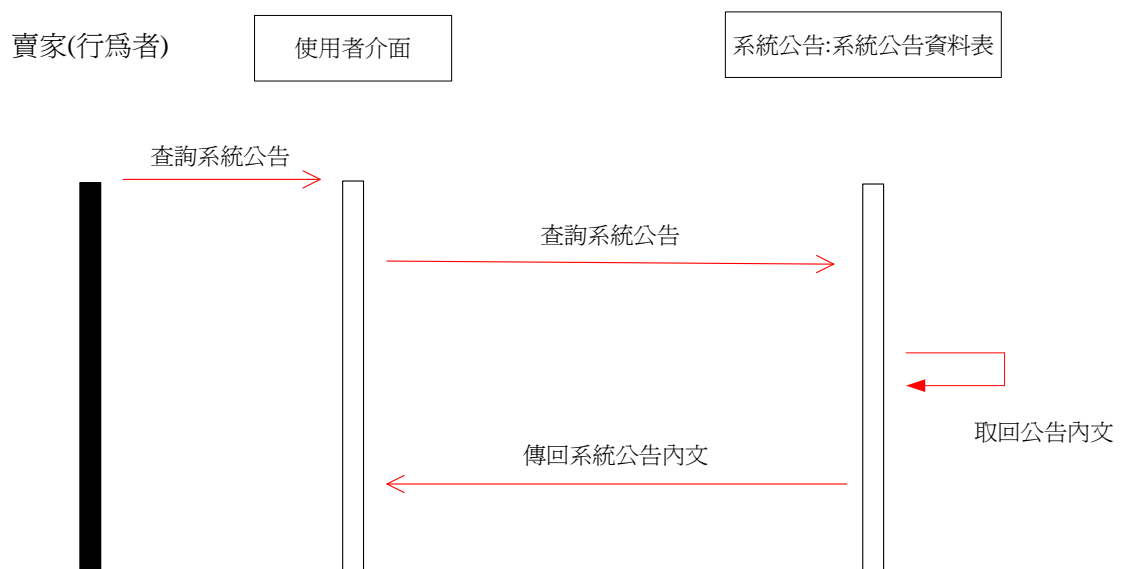 賣家(行爲者)
使用者介面
系統公告:系統公告資料表
查詢系統公告
查詢系統公告
取回公告內文
傳回系統公告內文